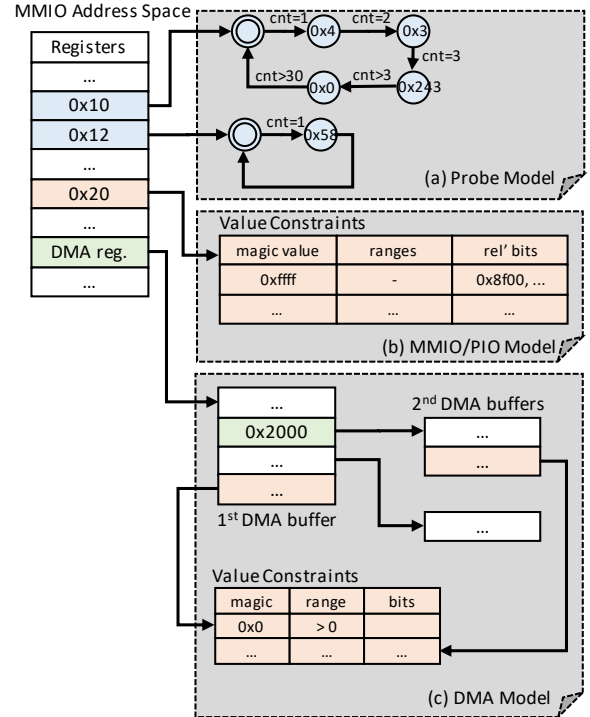 MMIO Address Space
Registers
...
0x10
0x12
...
0x20
...
DMA reg.
...
cnt=1
0x4
cnt=2
0x3
cnt=3
0x243
cnt>3
0x0
cnt>30
cnt=1
0x58
(a) Probe Model
Value Constraints
magic value ranges rel' bits
0xffff - 0x8f00, ...
... ... ...
(b) MMIO/PIO Model
...
0x2000
...
...
1st DMA buffer
2nd DMA buffers
...
...
...
Value Constraints
magic range bits
0x0 > 0
... ... ...
(c) DMA Model